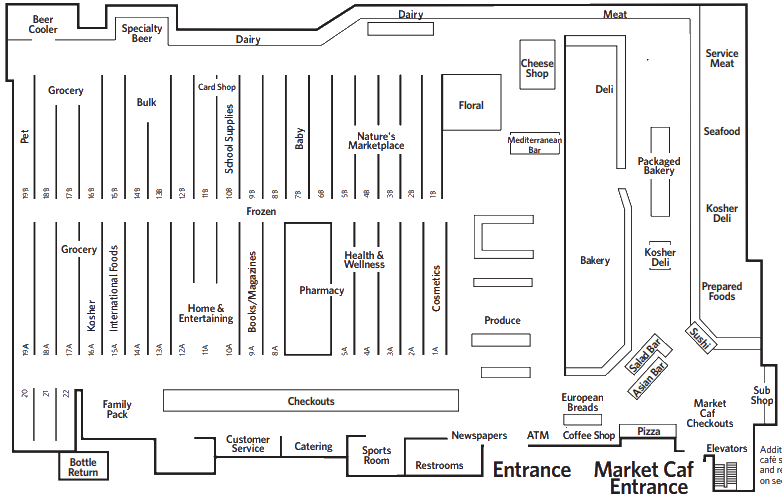 Beer
Cooler
Specialty
Beer
Dairy
Dairy
Meat
Cheese
Shop
Deli
Service
Meat
Grocery
Bulk
Card Shop
Floral
Pet
School Supplies
Baby
Nature's
Marketplace
Mediterranean
Bar
Packaged
Bakery
Seafood
19B
18B
17B
16B
15B
14B
13B
12B
11B
10B
9B
8B
7B
6B
5B
4B
3B
2B
1B
Frozen
Kosher
Deli
Grocery
Kosher
International Foods
Home &
Entertaining
Books/Magazines
Pharmacy
Health &
Wellness
Cosmetics
Bakery
Kosher
Deli
Prepared
Foods
Produce
Sushi
Salad Bar
Asian Bar
19A
18A
17A
16A
15A
14A
13A
12A
11A
10A
9A
8A
5A
4A
3A
2A
1A
20
21
22
Family
Pack
Checkouts
European
Breads
Market
Caf
Checkouts
Sub
Shop
Customer
Service
Catering
Sports
Room
Restrooms
Newspapers
ATM
Coffee Shop
Pizza
Elevators
Bottle
Return
Entrance
Market Caf
Entrance
Addit
café s
and re
on se